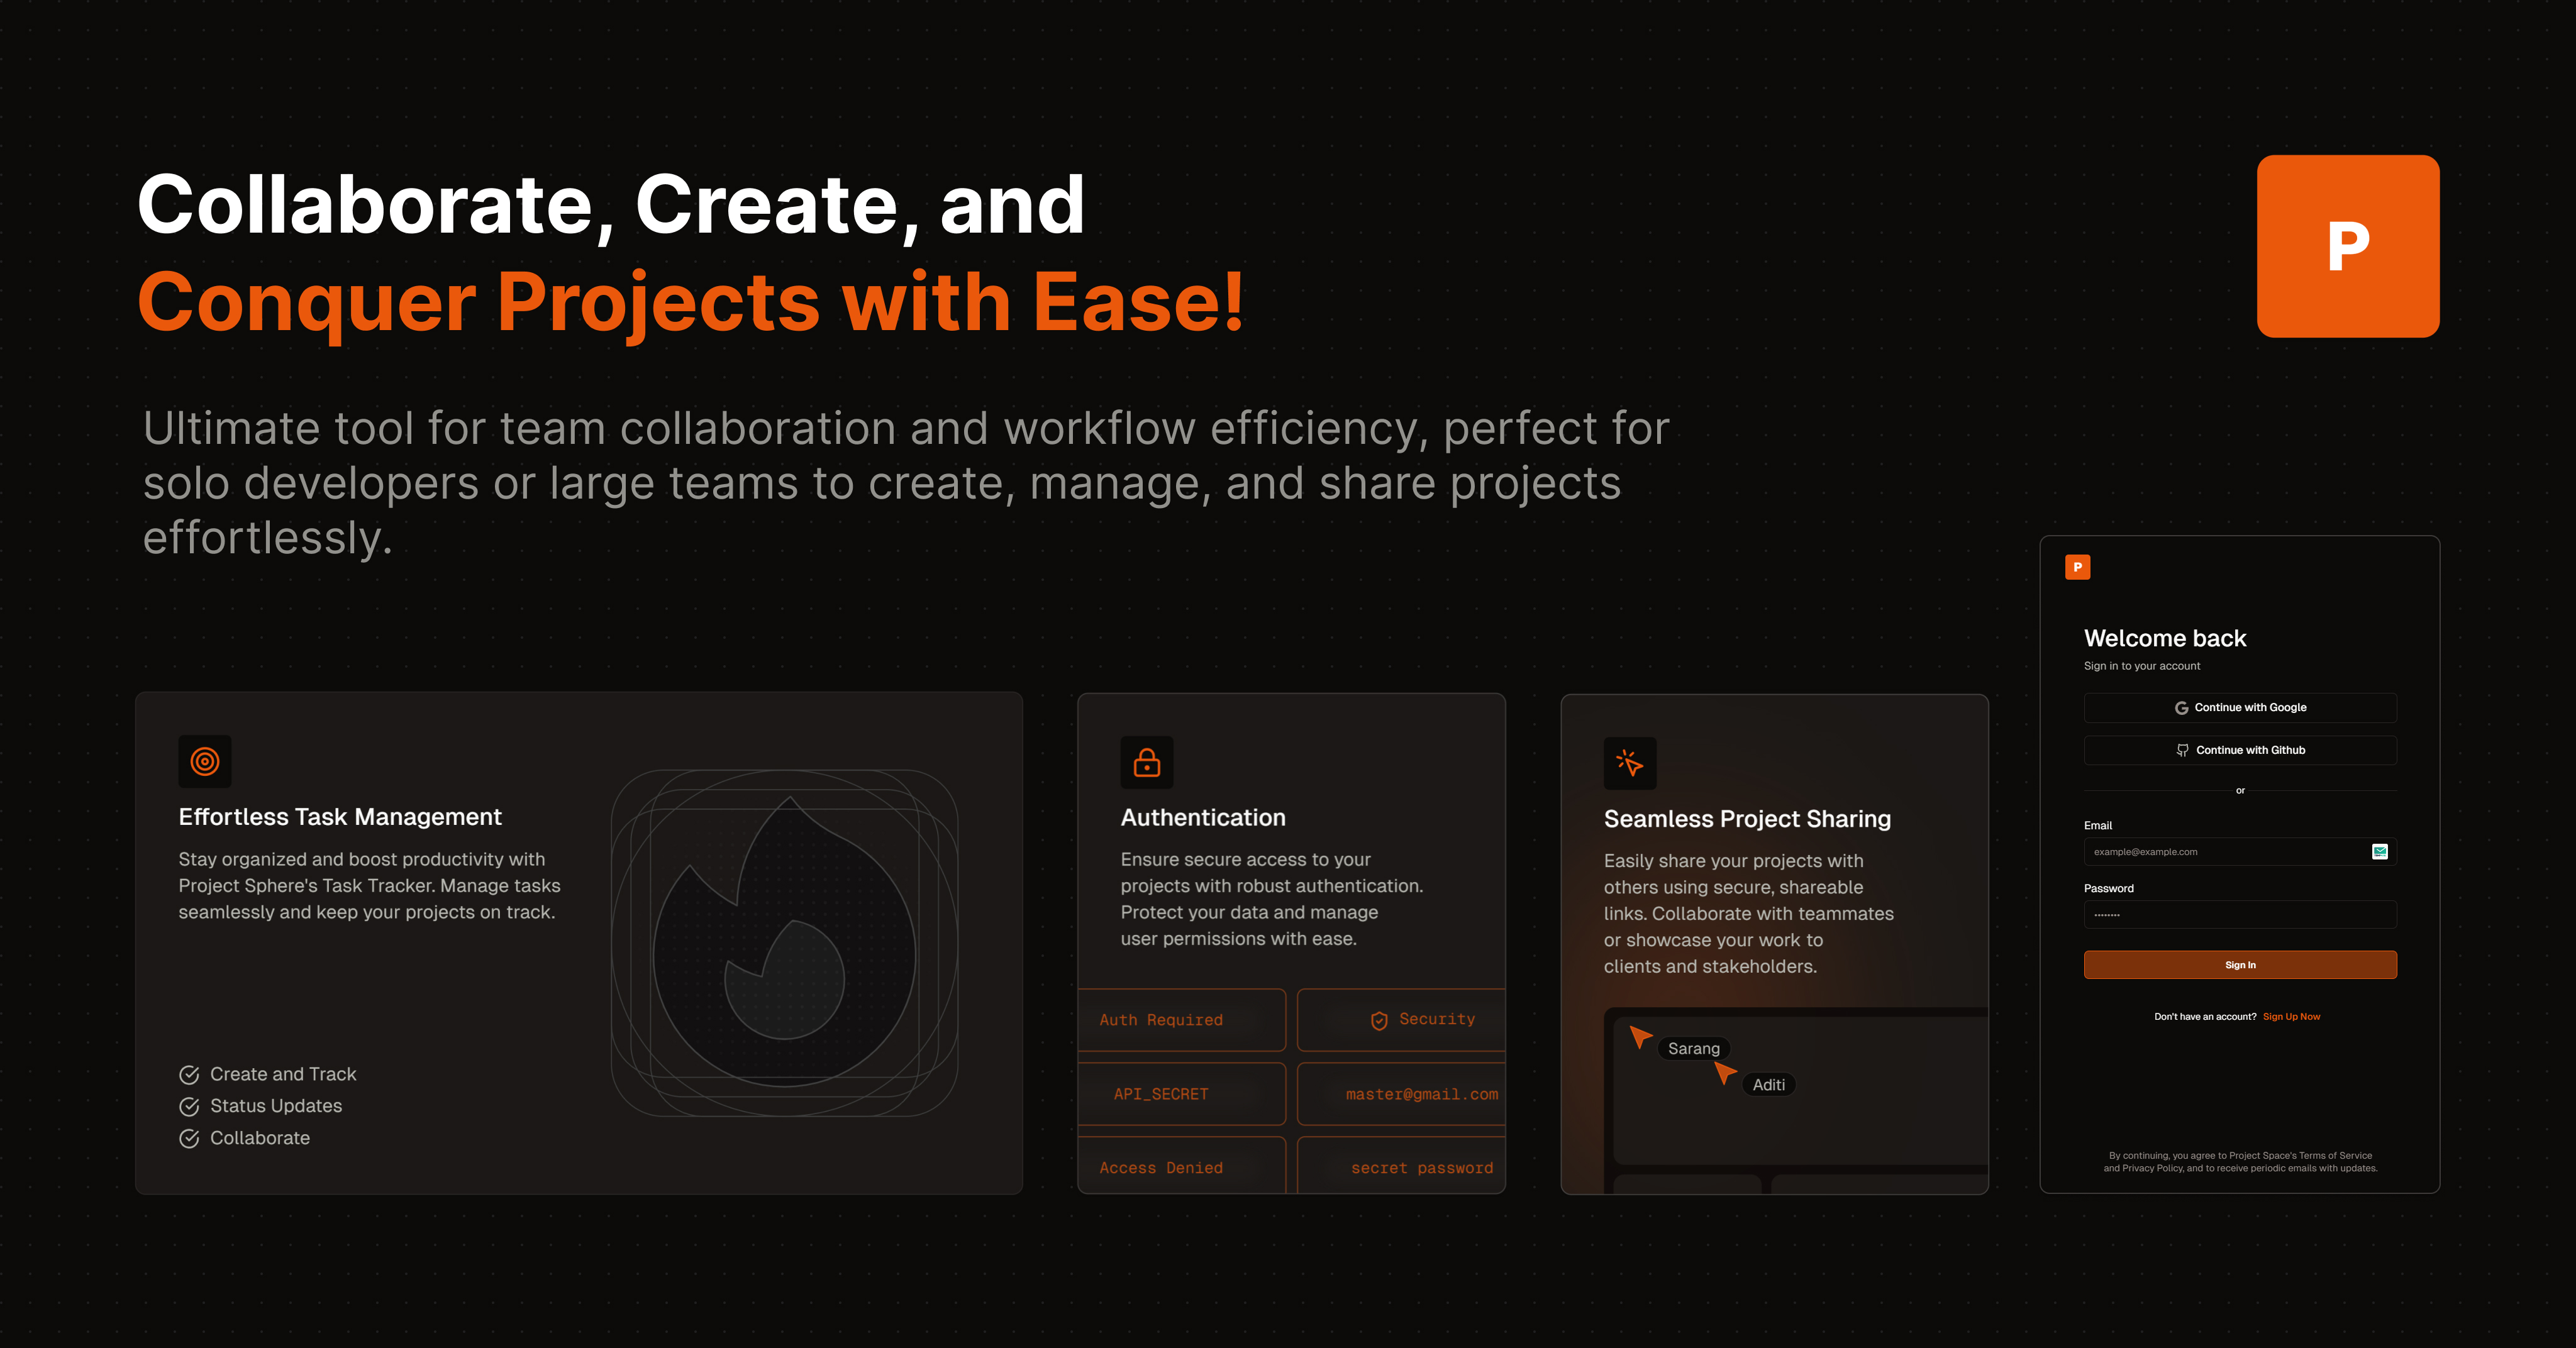 Collaborate, Create, and
Conquer Projects with Ease!
P
Ultimate tool for team collaboration and workflow efficiency, perfect for
solo developers or large teams to create, manage, and share projects
effortlessly.
Effortless Task Management
Stay organized and boost productivity with
Project Sphere's Task Tracker. Manage tasks
seamlessly and keep your projects on track.
Create and Track
Status Updates
Collaborate
Authentication
Ensure secure access to your
projects with robust authentication.
Protect your data and manage
user permissions with ease.
Auth Required
Security
API_SECRET
master@gmail.com
Access Denied
secret password
Seamless Project Sharing
Easily share your projects with
others using secure, shareable
links. Collaborate with teammates
or showcase your work to
clients and stakeholders.
Sarang
Aditi
P
Welcome back
Sign in to your account
Continue with Google
Continue with Github
or
Email
example@example.com
Password
••••••••
Sign In
Don't have an account? Sign Up Now
By continuing, you agree to Project Space's Terms of Service
and Privacy Policy, and to receive periodic emails with updates.